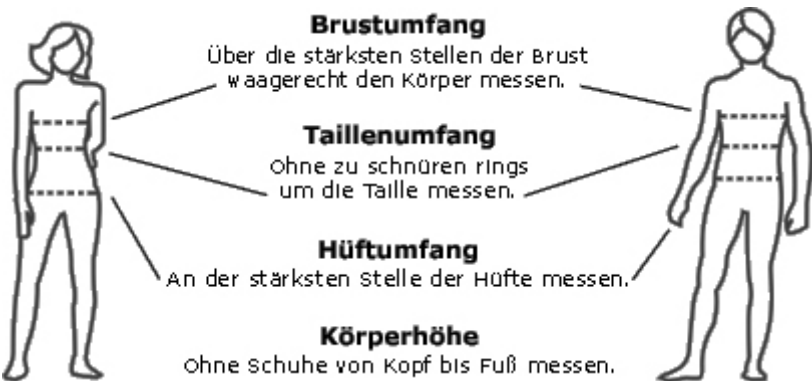 Brustumfang
Über die stärksten Stellen der Brust
waagerecht den Körper messen.
Taillenumfang
Ohne zu schnüren rings
um die Taille messen.
Hüftumfang
An der stärksten Stelle der Hüfte messen.
Körperhöhe
Ohne Schuhe von Kopf bis Fuß messen.